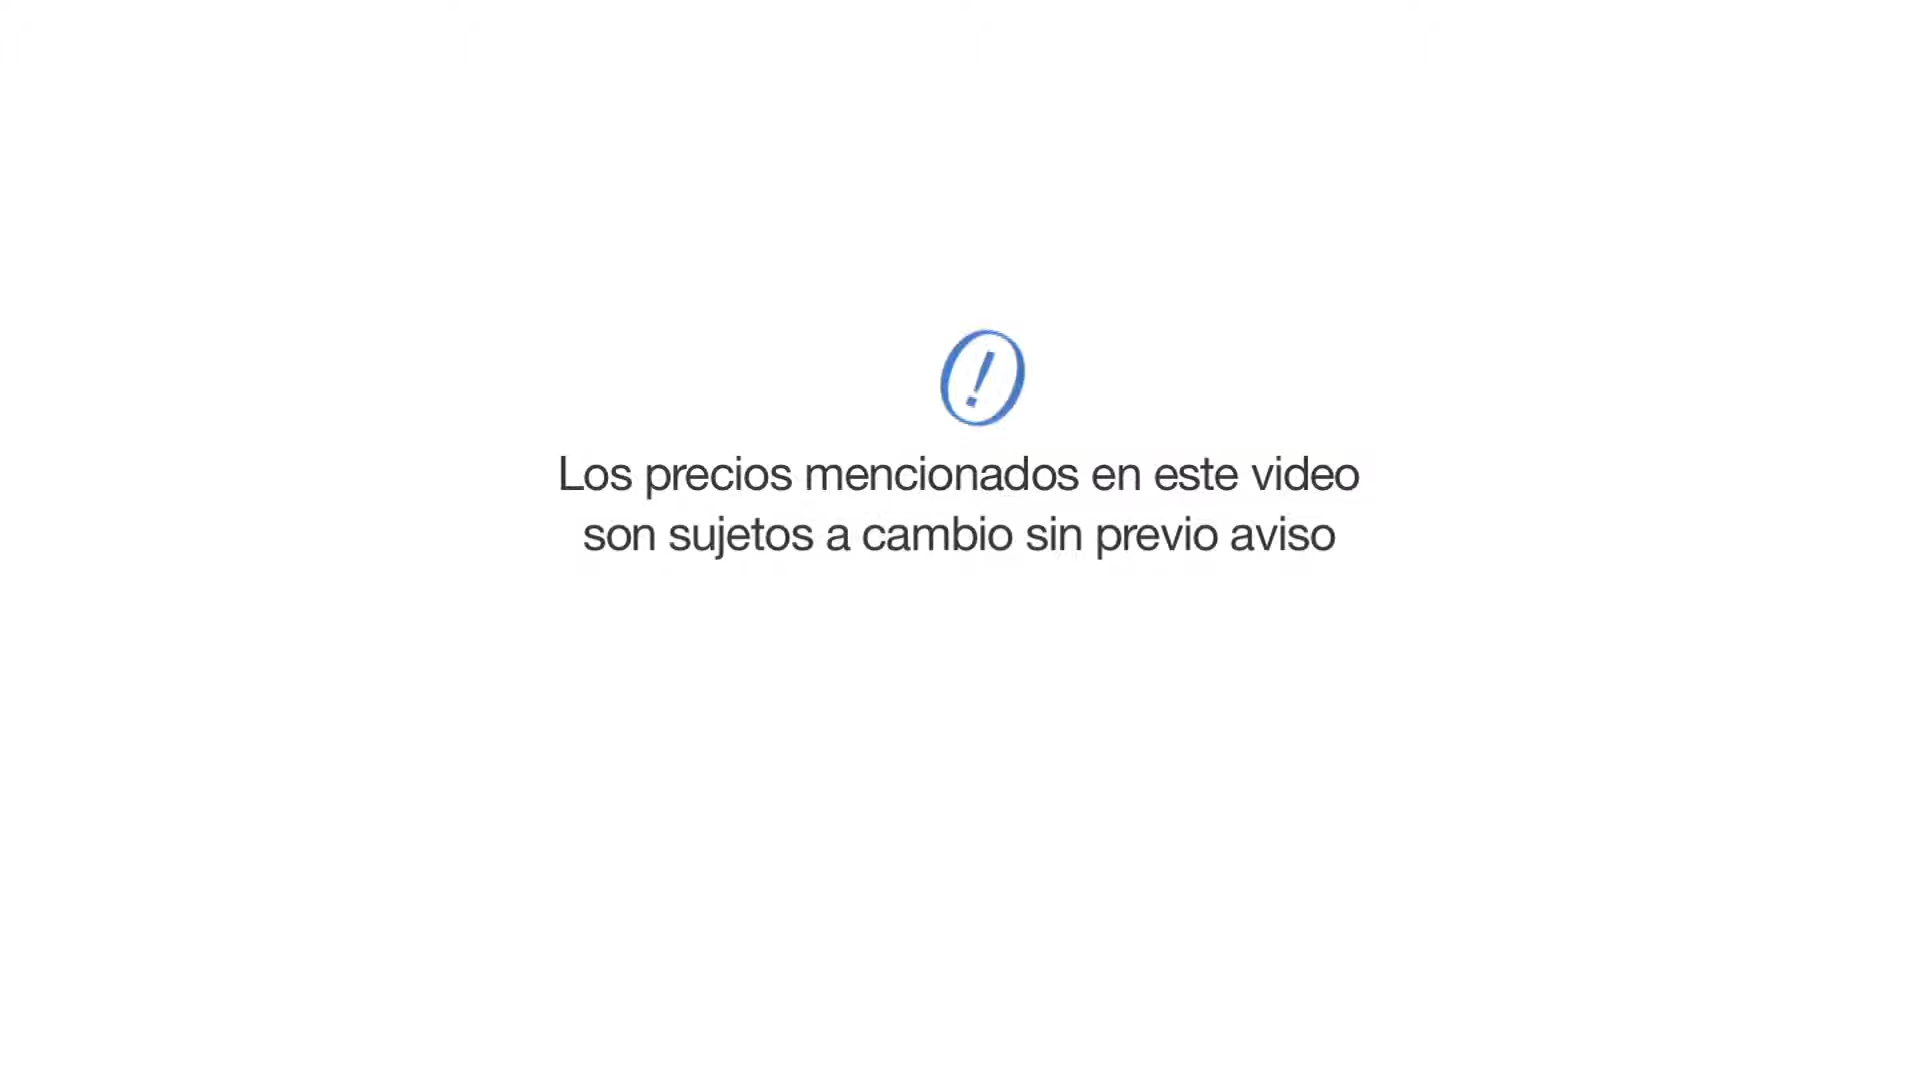 !
Los precios mencionados en este video
son sujetos a cambio sin previo aviso